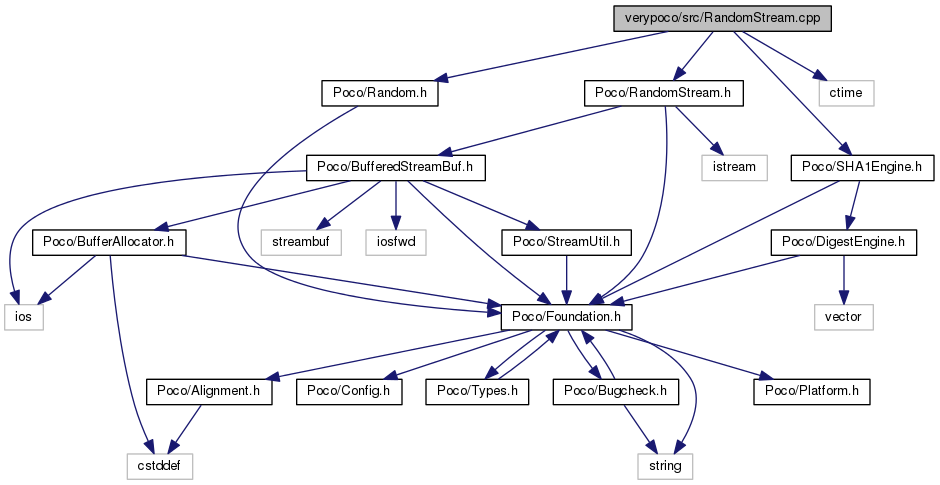 verypoco/src/RandomStream.cpp
Poco/Random.h
Poco/RandomStream.h
ctime
Poco/BufferedStreamBuf.h
istream
Poco/SHA1Engine.h
Poco/BufferAllocator.h
streambuf
iosfwd
Poco/StreamUtil.h
Poco/DigestEngine.h
ios
Poco/Foundation.h
vector
Poco/Alignment.h
Poco/Config.h
Poco/Types.h
Poco/Bugcheck.h
Poco/Platform.h
cstddef
string